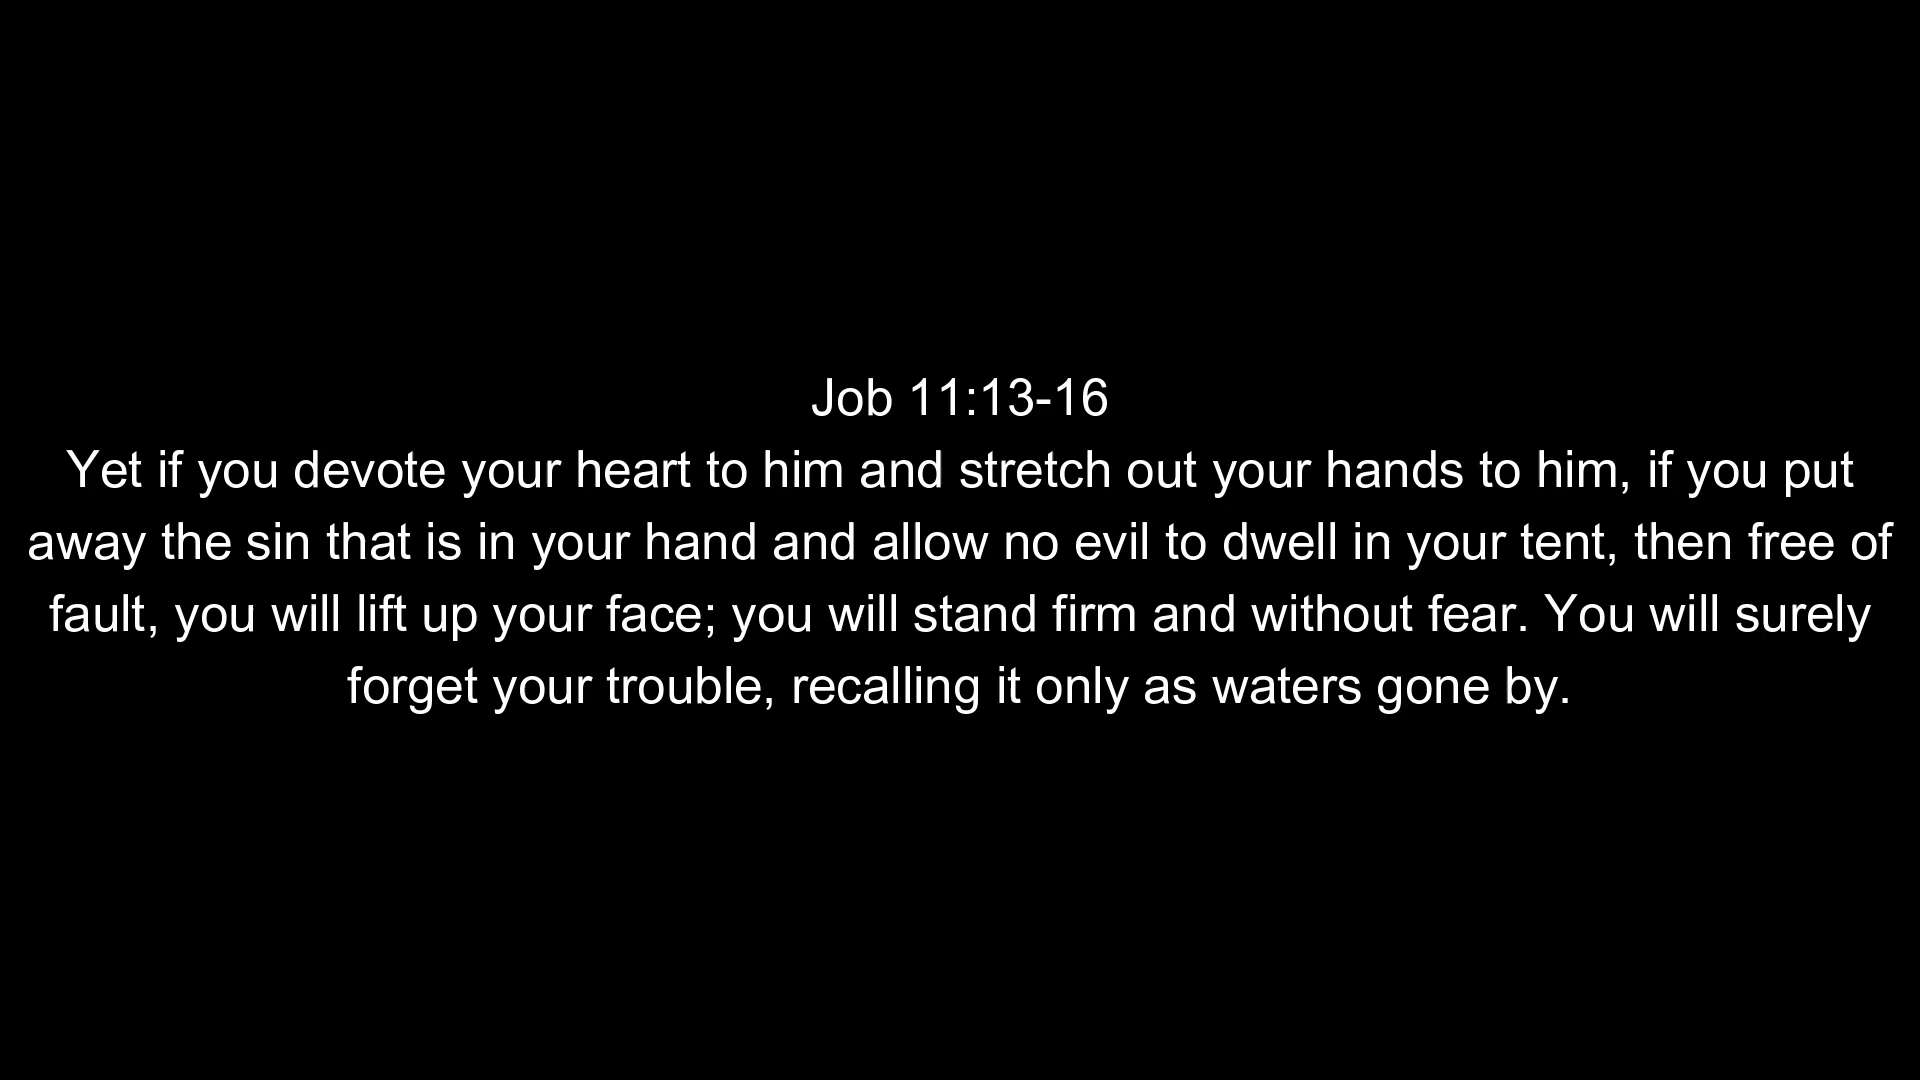 Job 11:13-16
Yet if you devote your heart to him and stretch out your hands to him, if you put
away the sin that is in your hand and allow no evil to dwell in your tent, then free of
fault, you will lift up your face; you will stand firm and without fear. You will surely
forget your trouble, recalling it only as waters gone by.